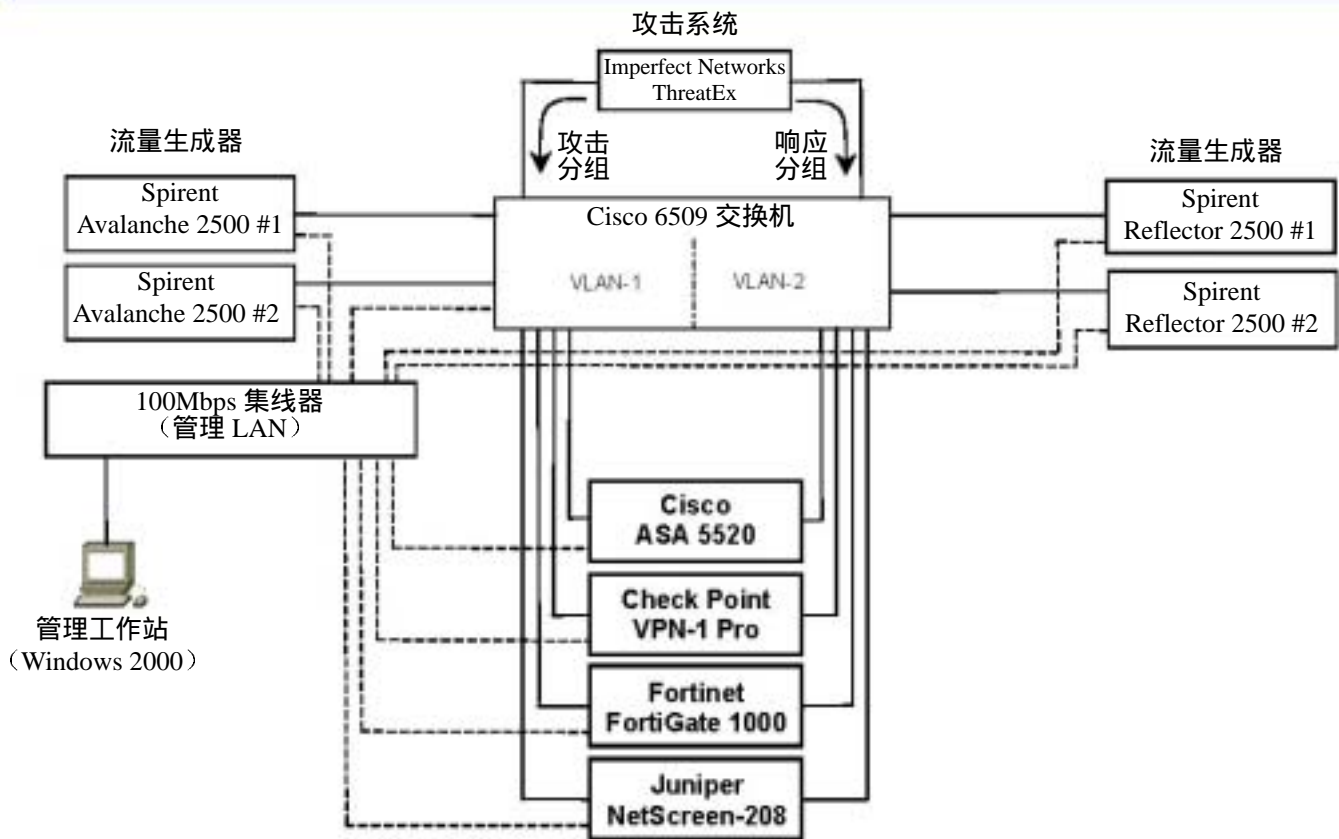 攻击系统
Imperfect Networks
ThreatEx
攻击
分组
响应
分组
流量生成器
流量生成器
Spirent
Avalanche 2500 #1
Spirent
Avalanche 2500 #2
Cisco 6509 交换机
VLAN-1
VLAN-2
Spirent
Reflector 2500 #1
Spirent
Reflector 2500 #2
100Mbps 集线器
（管理 LAN）
管理工作站
（Windows 2000）
Cisco
ASA 5520
Check Point
VPN-1 Pro
Fortinet
FortiGate 1000
Juniper
NetScreen-208